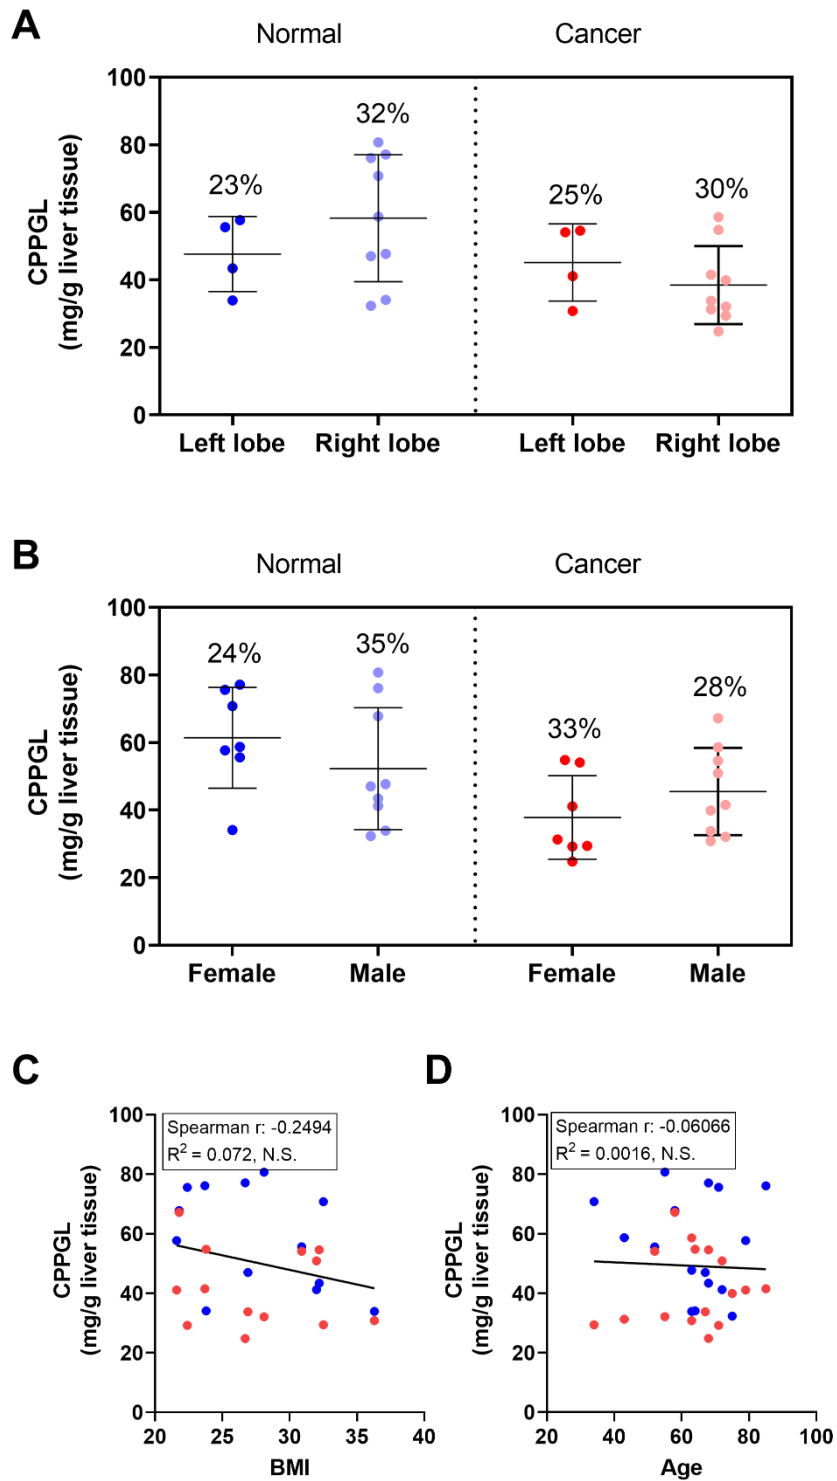 A
Normal Cancer
CPPGL
(mg/g liver tissue)
100
80
60
40
20
0
23%
32%
25%
30%
Left lobe Right lobe Left lobe Right lobe
B
Normal Cancer
CPPGL
(mg/g liver tissue)
100
80
60
40
20
0
24%
35%
33%
28%
Female Male Female Male
C
CPPGL
(mg/g liver tissue)
100
80
60
40
20
0
Spearman r: -0.2494
R² = 0.072, N.S.
20 25 30 35 40
BMI
D
CPPGL
(mg/g liver tissue)
100
80
60
40
20
0
Spearman r: -0.06066
R² = 0.0016, N.S.
20 40 60 80 100
Age